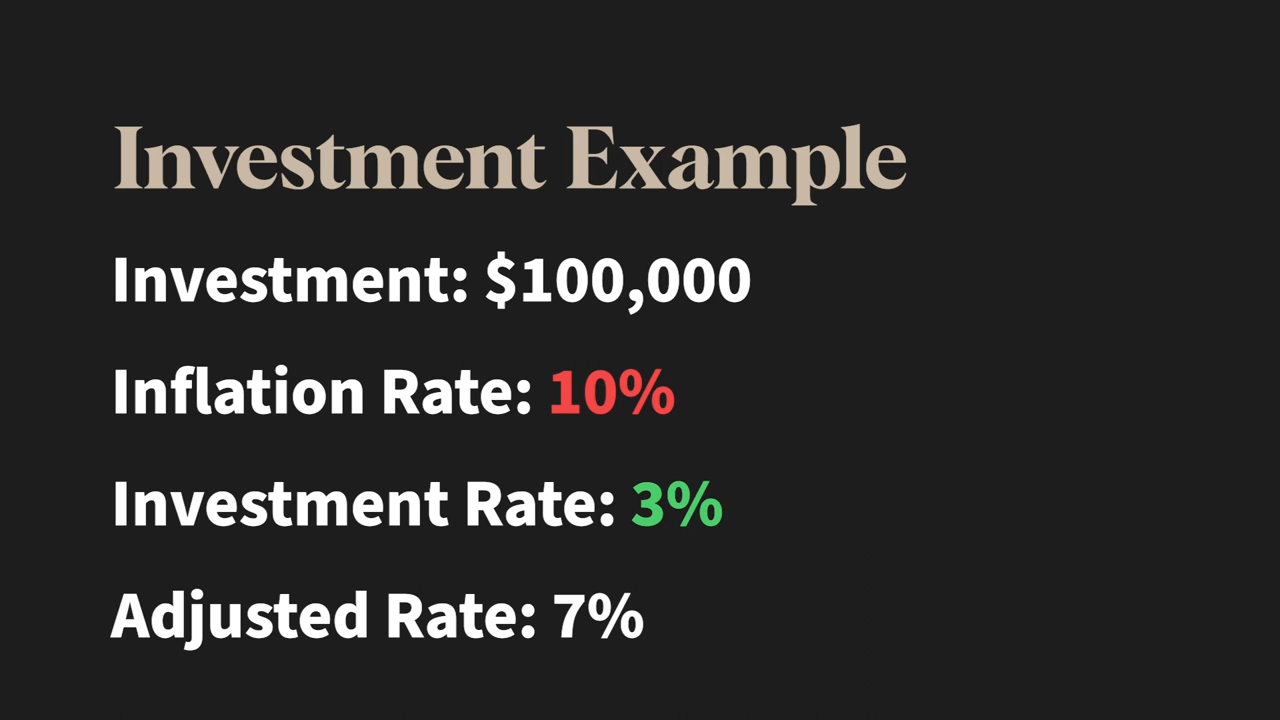 Investment Example
Investment: $100,000
Inflation Rate: 10%
Investment Rate: 3%
Adjusted Rate: 7%